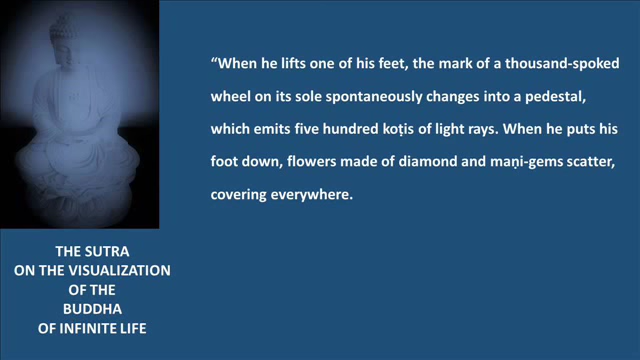 “When he lifts one of his feet, the mark of a thousand-spoked
wheel on its sole spontaneously changes into a pedestal,
which emits five hundred koṭis of light rays. When he puts his
foot down, flowers made of diamond and maṇi-gems scatter,
covering everywhere.
THE SUTRA
ON THE VISUALIZATION
OF THE
BUDDHA
OF INFINITE LIFE